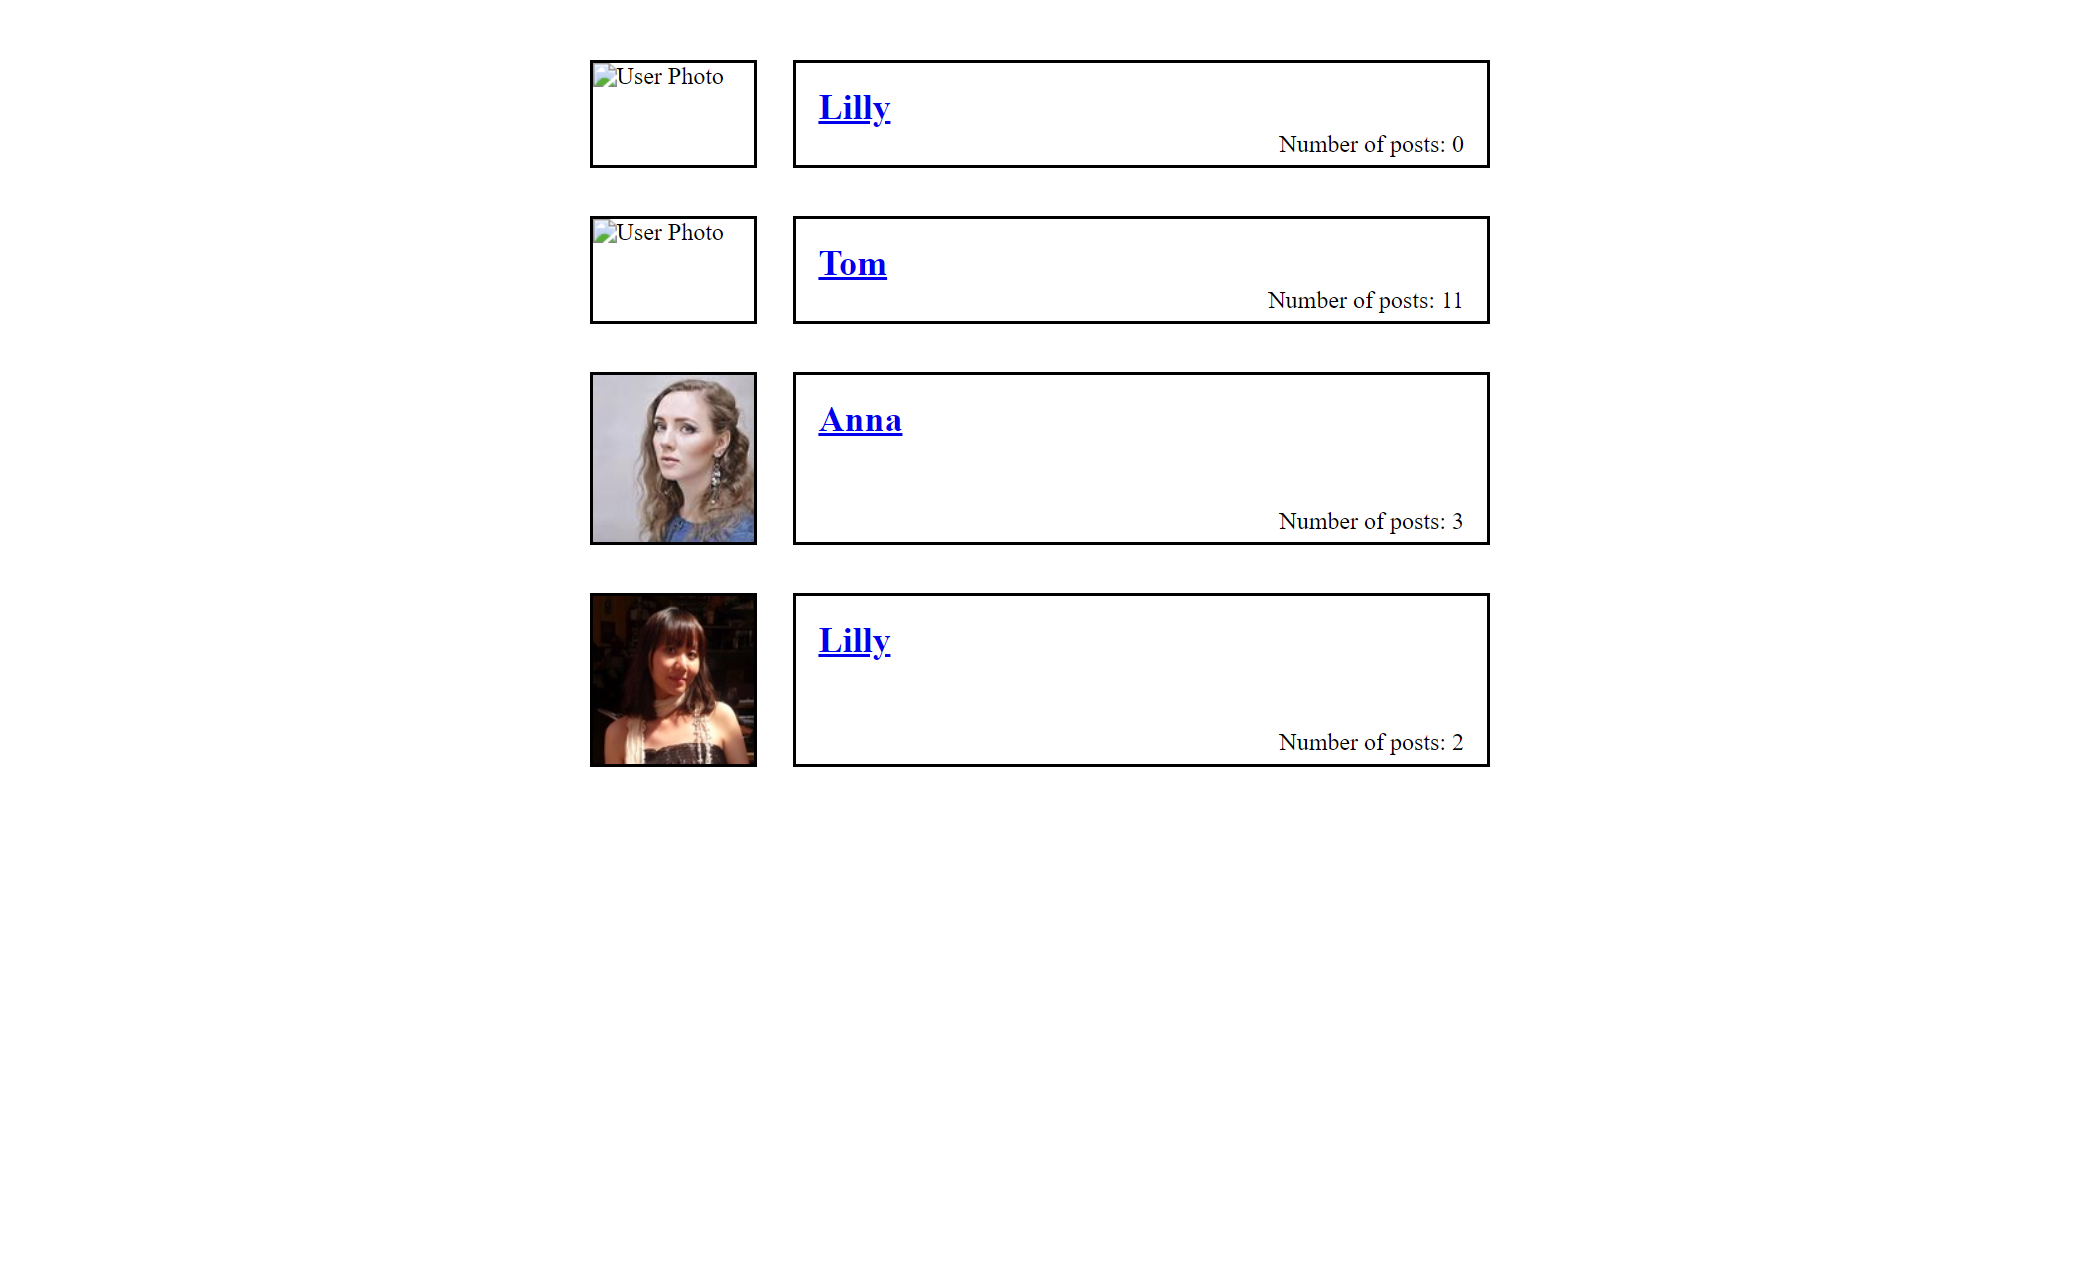 User Photo
Lilly
Number of posts: 0
User Photo
Tom
Number of posts: 11
Anna
Number of posts: 3
Lilly
Number of posts: 2